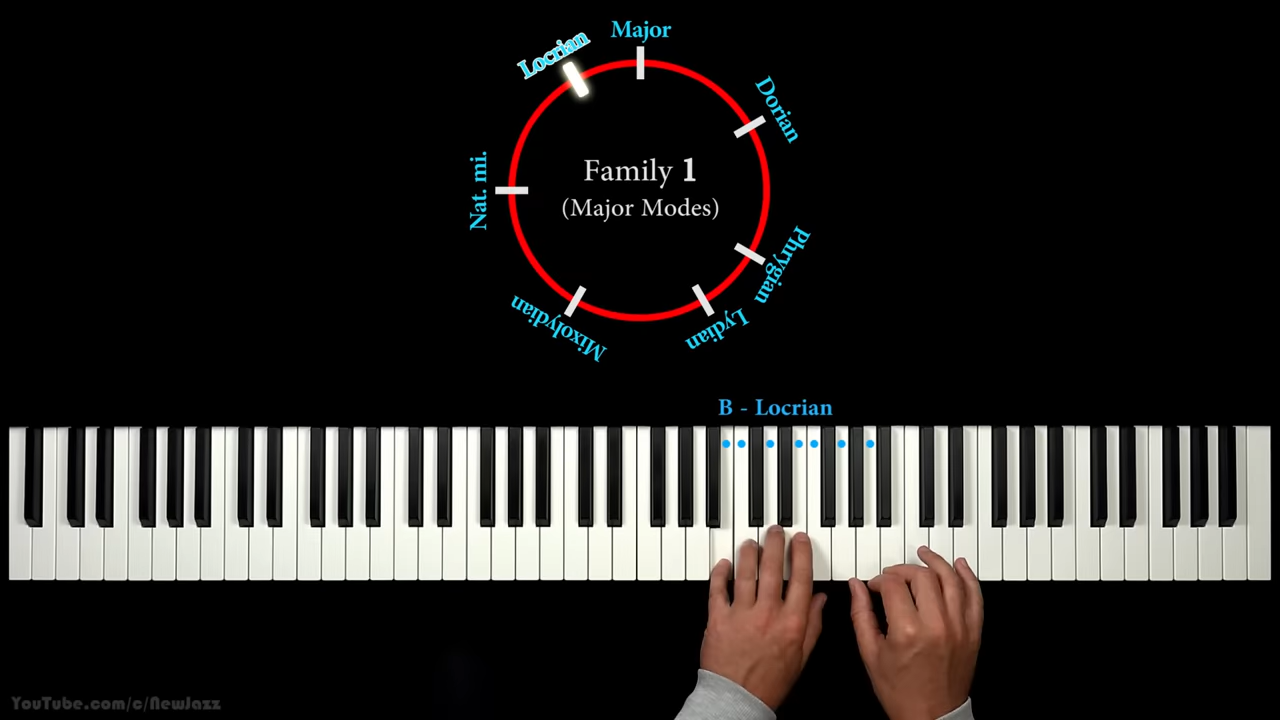 Major
Locrian
Dorian
Nat. mi.
Family 1
(Major Modes)
Phrygian
Mixolydian
Lydian
B - Locrian
YouTube.com/c/NewJazz